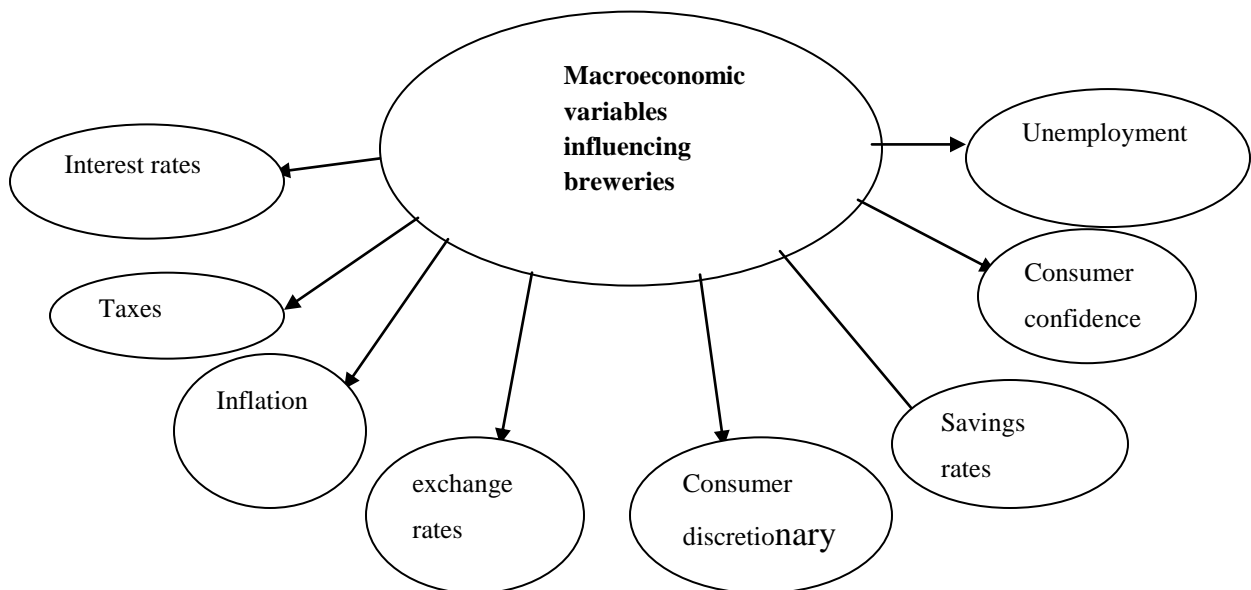 Macroeconomic
variables
influencing
breweries
Unemployment
Interest rates
Consumer
confidence
Taxes
Inflation
Savings
rates
exchange
rates
Consumer
discretionary